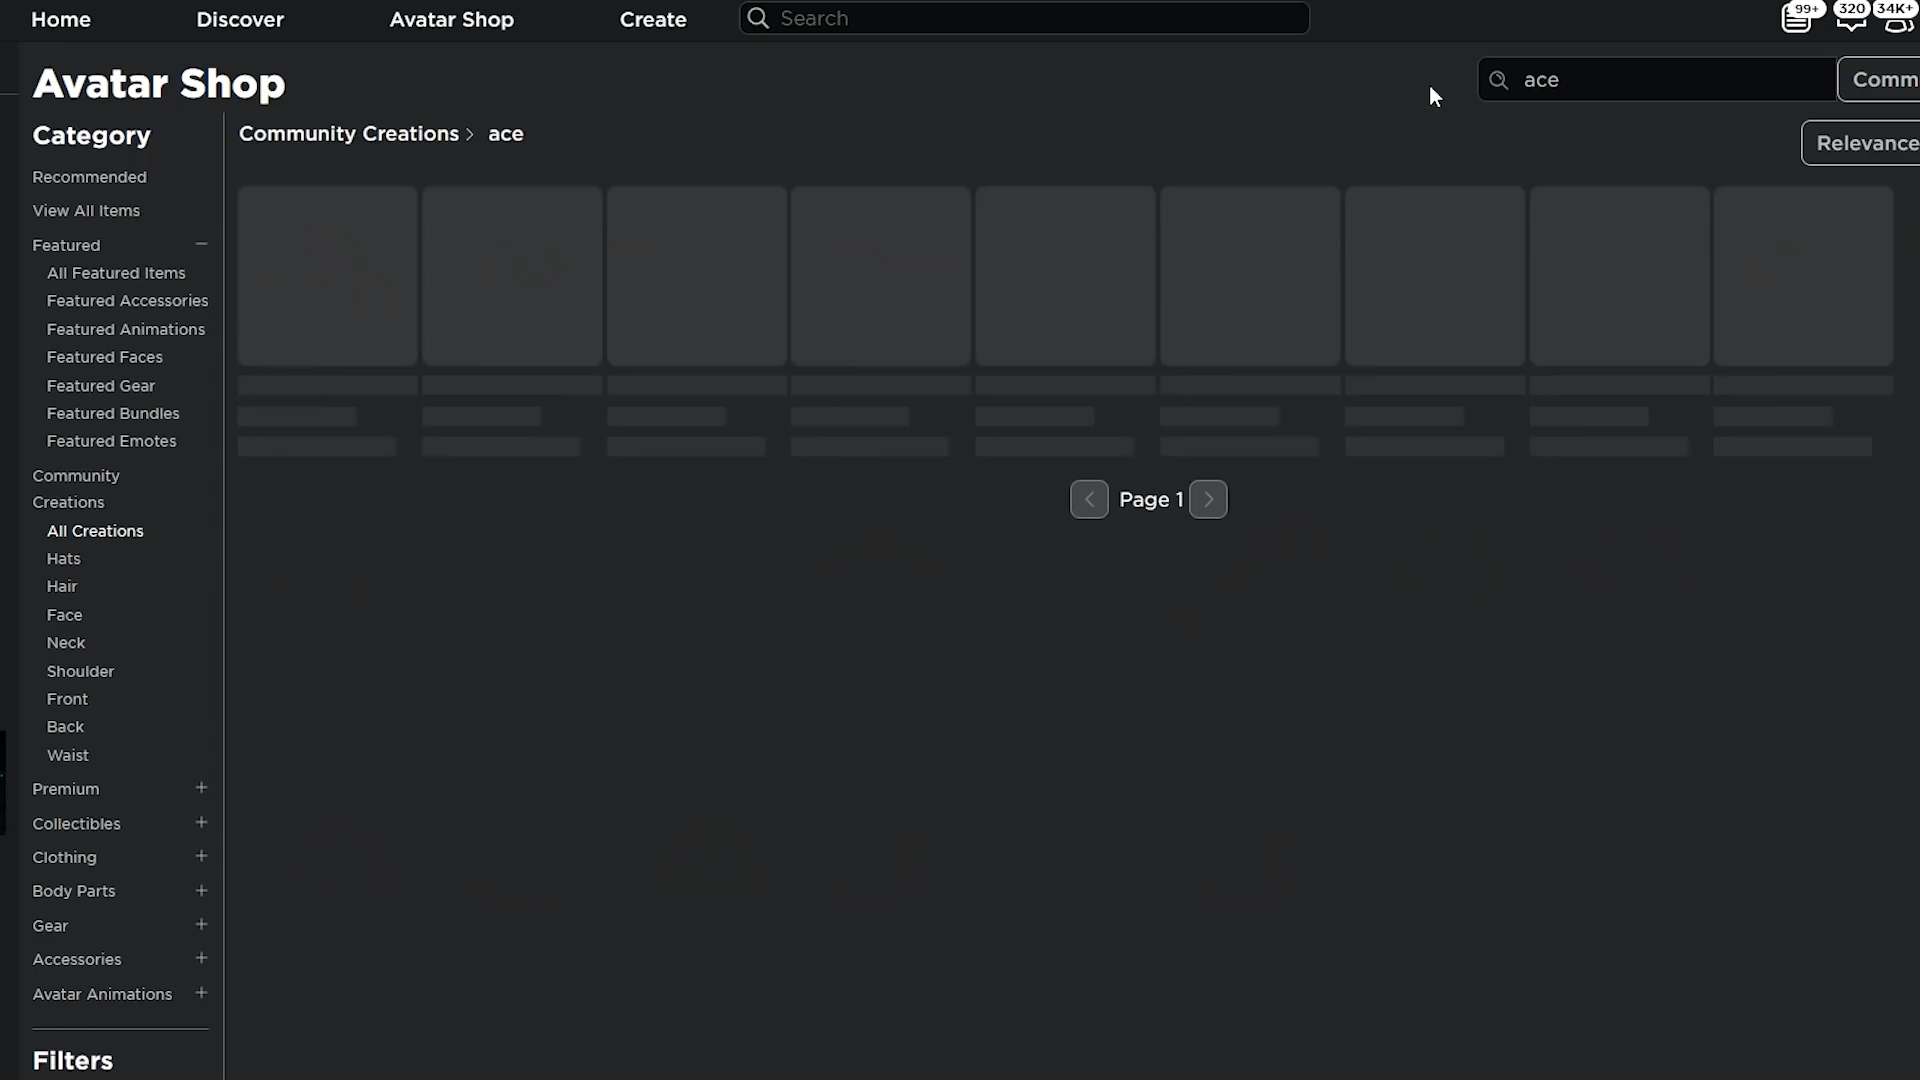 Home Discover Avatar Shop Create Search 99+ 320 34K+
Avatar Shop
ace Comm
Category
Community Creations > ace
Relevance
Recommended
View All Items
Featured
All Featured Items
Featured Accessories
Featured Animations
Featured Faces
Featured Gear
Featured Bundles
Featured Emotes
Community
Creations
All Creations
Hats
Hair
Face
Neck
Shoulder
Front
Back
Waist
Premium
Collectibles
Clothing
Body Parts
Gear
Accessories
Avatar Animations
Filters
Page 1